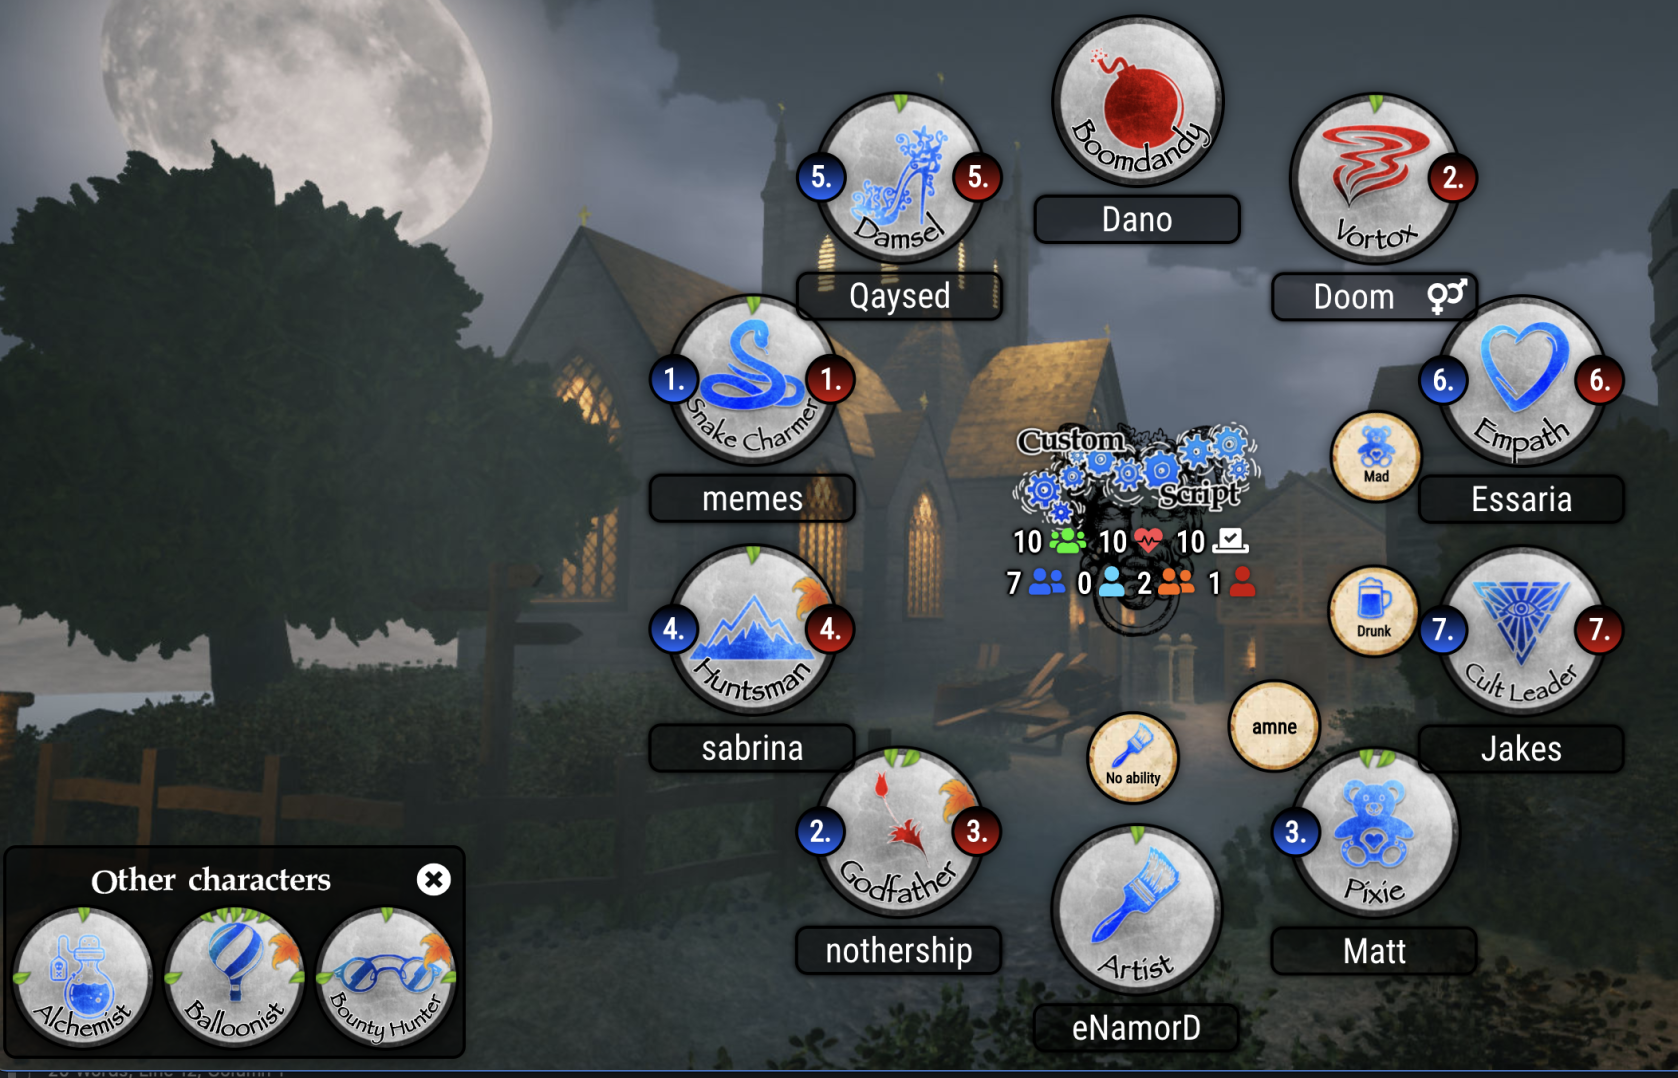 Boomdandy
Dano
5.
Damsel
5.
Qaysed
Vortox
2.
Doom
1.
Snake Charmer
1.
memes
6.
Empath
6.
Essaria
Mad
Custom
Script
10 10 10
7 0 2 1
4.
Huntsman
4.
sabrina
Drunk
7.
Cult Leader
7.
Jakes
2.
Godfather
3.
nothership
No ability
amne
3.
Pixie
Matt
Artist
eNamorD
Other characters
Alchemist
Balloonist
Bounty Hunter